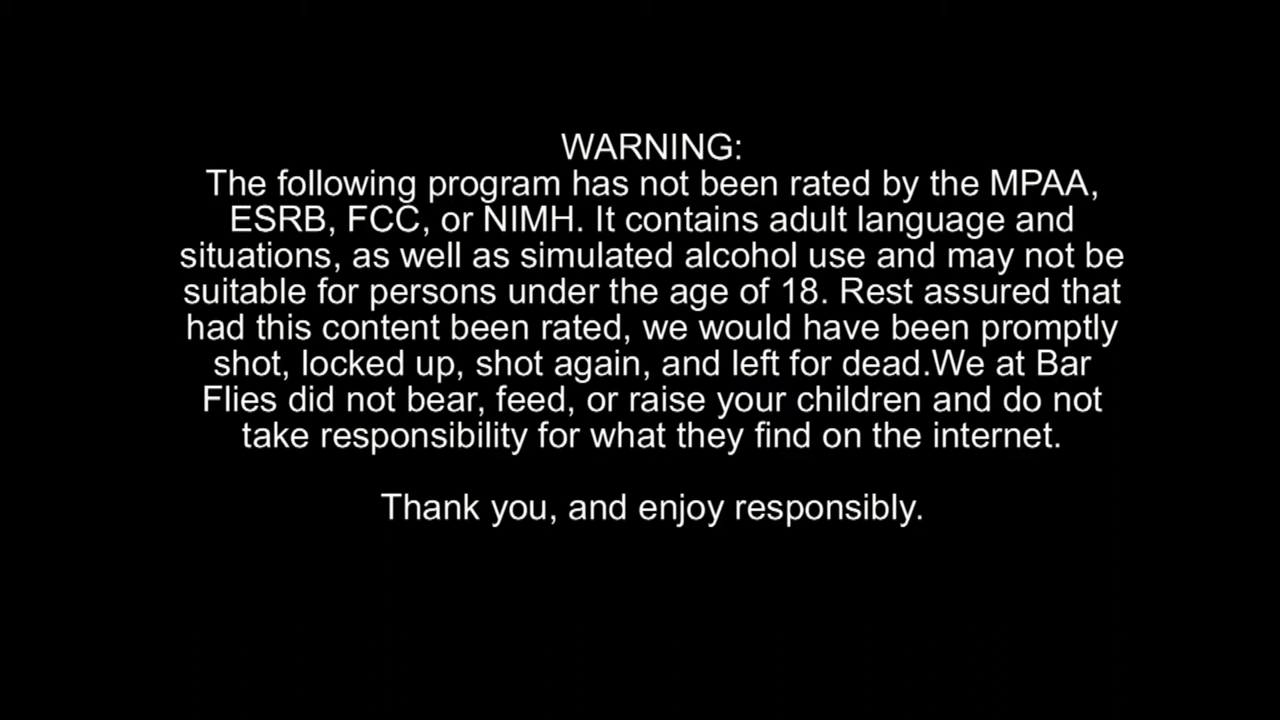 WARNING:
The following program has not been rated by the MPAA,
ESRB, FCC, or NIMH. It contains adult language and
situations, as well as simulated alcohol use and may not be
suitable for persons under the age of 18. Rest assured that
had this content been rated, we would have been promptly
shot, locked up, shot again, and left for dead.We at Bar
Flies did not bear, feed, or raise your children and do not
take responsibility for what they find on the internet.
Thank you, and enjoy responsibly.